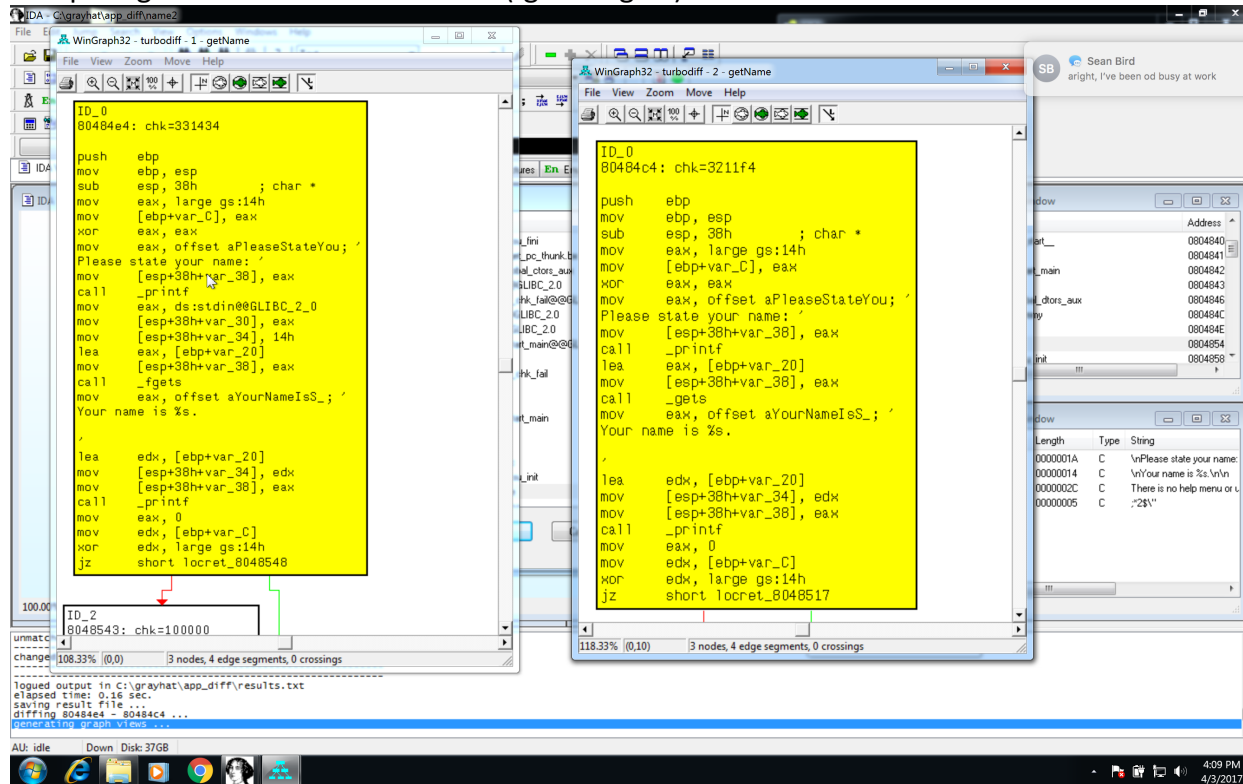 IDA - C:\grayhat\app_diff\name2
WinGraph32 - turbodiff - 1 - getName
File View Zoom Move Help
ID_0
80484e4: chk=331434
push ebp
mov ebp, esp
sub esp, 38h ; char *
mov eax, large gs:14h
mov [ebp+var_C], eax
xor eax, eax
mov eax, offset aPleaseStateYou; ′
Please state your name: ′
mov [esp+38h+var_38], eax
call _printf
mov eax, ds:stdin@@GLIBC_2_0
mov [esp+38h+var_30], eax
mov [esp+38h+var_34], 14h
lea eax, [ebp+var_20]
mov [esp+38h+var_38], eax
call _fgets
mov eax, offset aYourNameIsS_; ′
Your name is %s.
′
lea edx, [ebp+var_20]
mov [esp+38h+var_34], edx
mov [esp+38h+var_38], eax
call _printf
mov eax, 0
mov edx, [ebp+var_C]
xor edx, large gs:14h
jz short locret_8048548
ID_2
8048543: chk=100000
108.33% (0,0) 3 nodes, 4 edge segments, 0 crossings
WinGraph32 - turbodiff - 2 - getName
File View Zoom Move Help
ID_0
80484c4: chk=3211f4
push ebp
mov ebp, esp
sub esp, 38h ; char *
mov eax, large gs:14h
mov [ebp+var_C], eax
xor eax, eax
mov eax, offset aPleaseStateYou; ′
Please state your name: ′
mov [esp+38h+var_38], eax
call _printf
lea eax, [ebp+var_20]
mov [esp+38h+var_38], eax
call _gets
mov eax, offset aYourNameIsS_; ′
Your name is %s.
′
lea edx, [ebp+var_20]
mov [esp+38h+var_34], edx
mov [esp+38h+var_38], eax
call _printf
mov eax, 0
mov edx, [ebp+var_C]
xor edx, large gs:14h
jz short locret_8048517
118.33% (0,10) 3 nodes, 4 edge segments, 0 crossings
SB Sean Bird
aright, I've been od busy at work
Address
0804840
0804841
0804842
0804843
0804846
080484C
080484E
0804854
0804858
Length Type String
0000001A C \nPlease state your name:
00000014 C \nYour name is %s.\n\n
0000002C C There is no help menu or u
00000005 C ;*2$\"
100.00
logued output in C:\grayhat\app_diff\results.txt
elapsed time: 0.16 sec.
saving result file ...
diffing 80484e4 - 80484c4 ...
generating graph views ...
AU: idle Down Disk: 37GB
4:09 PM
4/3/2017